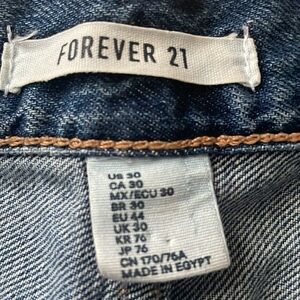 FOREVER 21
US 30
CA 30
MX/ECU 30
BR 30
EU 44
UK 30
KR 76
JP 76
CN 170/76A
MADE IN EGYPT